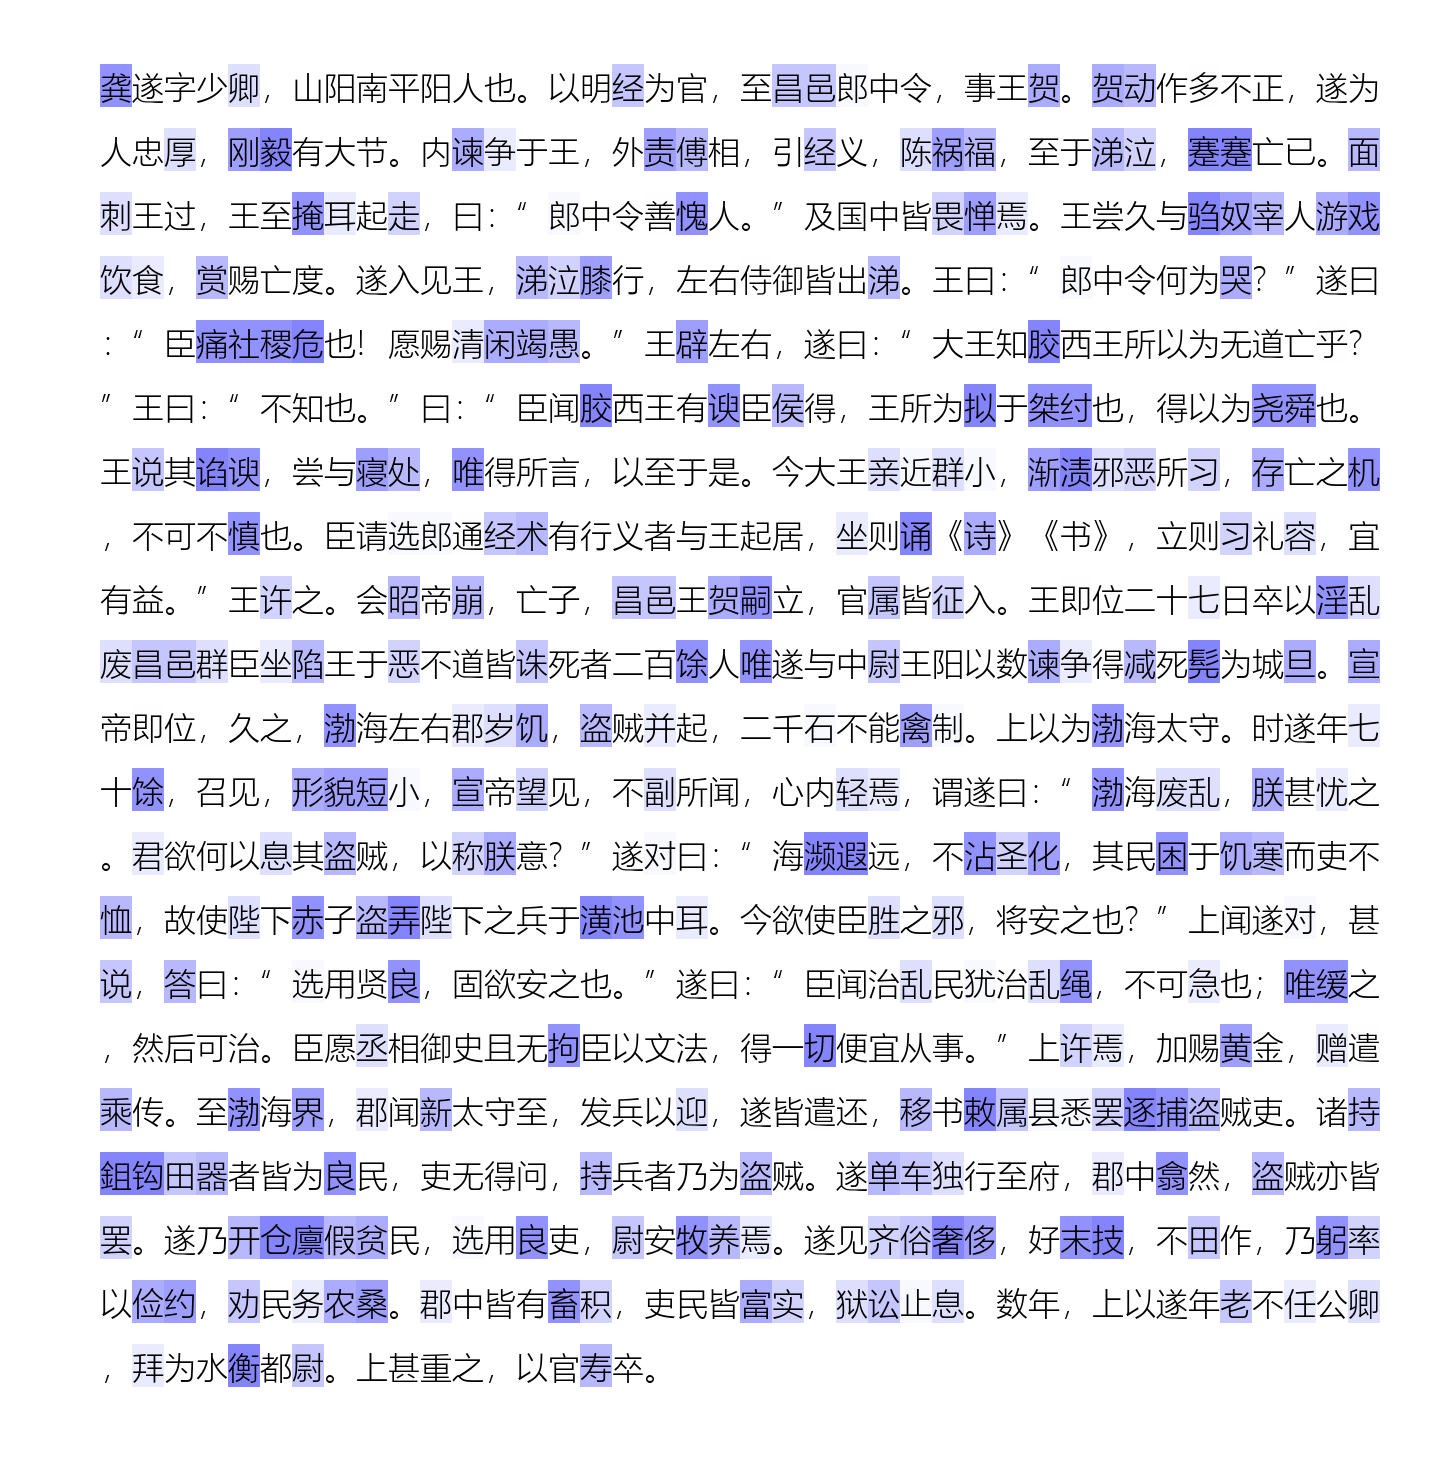 龚遂字少卿，山阳南平阳人也。以明经为官，至昌邑郎中令，事王贺。贺动作多不正，遂为
人忠厚，刚毅有大节。内谏争于王，外责傅相，引经义，陈祸福，至于涕泣，蹇蹇亡已。面
刺王过，王至掩耳起走，曰：“郎中令善愧人。”及国中皆畏惮焉。王尝久与驺奴宰人游戏
饮食，赏赐亡度。遂入见王，涕泣膝行，左右侍御皆出涕。王曰：“郎中令何为哭？”遂曰
：“臣痛社稷危也！愿赐清闲竭愚。”王辟左右，遂曰：“大王知胶西王所以为无道亡乎？
”王曰：“不知也。”曰：“臣闻胶西王有谀臣侯得，王所为拟于桀纣也，得以为尧舜也。
王说其谄谀，尝与寝处，唯得所言，以至于是。今大王亲近群小，渐渍邪恶所习，存亡之机
，不可不慎也。臣请选郎通经术有行义者与王起居，坐则诵《诗》《书》，立则习礼容，宜
有益。”王许之。会昭帝崩，亡子，昌邑王贺嗣立，官属皆征入。王即位二十七日卒以淫乱
废昌邑群臣坐陷王于恶不道皆诛死者二百馀人唯遂与中尉王阳以数谏争得减死髡为城旦。宣
帝即位，久之，渤海左右郡岁饥，盗贼并起，二千石不能禽制。上以为渤海太守。时遂年七
十馀，召见，形貌短小，宣帝望见，不副所闻，心内轻焉，谓遂曰：“渤海废乱，朕甚忧之
。君欲何以息其盗贼，以称朕意？”遂对曰：“海濒遐远，不沾圣化，其民困于饥寒而吏不
恤，故使陛下赤子盗弄陛下之兵于潢池中耳。今欲使臣胜之邪，将安之也？”上闻遂对，甚
说，答曰：“选用贤良，固欲安之也。”遂曰：“臣闻治乱民犹治乱绳，不可急也；唯缓之
，然后可治。臣愿丞相御史且无拘臣以文法，得一切便宜从事。”上许焉，加赐黄金，赠遣
乘传。至渤海界，郡闻新太守至，发兵以迎，遂皆遣还，移书敕属县悉罢逐捕盗贼吏。诸持
鉏钩田器者皆为良民，吏无得问，持兵者乃为盗贼。遂单车独行至府，郡中翕然，盗贼亦皆
罢。遂乃开仓廪假贫民，选用良吏，尉安牧养焉。遂见齐俗奢侈，好末技，不田作，乃躬率
以俭约，劝民务农桑。郡中皆有畜积，吏民皆富实，狱讼止息。数年，上以遂年老不任公卿
，拜为水衡都尉。上甚重之，以官寿卒。